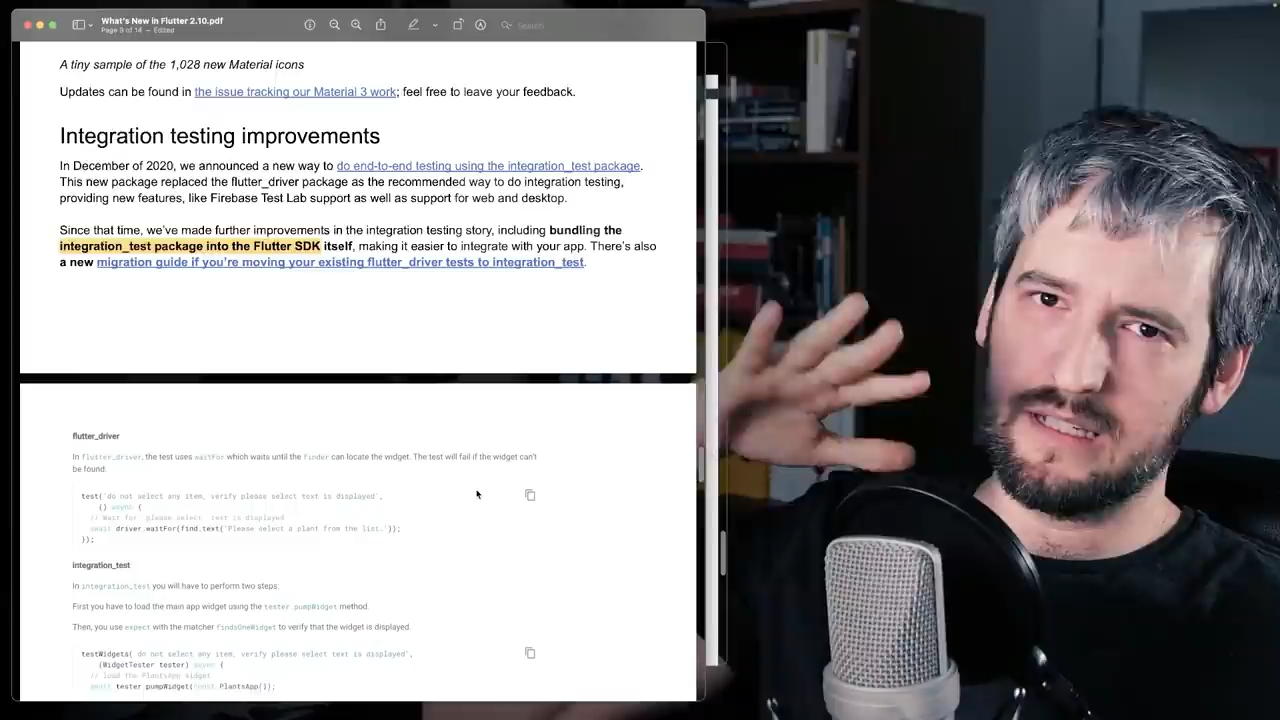 What's New in Flutter 2.10.pdf
Page 9 of 14 — Edited
Search
A tiny sample of the 1,028 new Material icons
Updates can be found in the issue tracking our Material 3 work; feel free to leave your feedback.
Integration testing improvements
In December of 2020, we announced a new way to do end-to-end testing using the integration_test package.
This new package replaced the flutter_driver package as the recommended way to do integration testing,
providing new features, like Firebase Test Lab support as well as support for web and desktop.
Since that time, we've made further improvements in the integration testing story, including bundling the
integration_test package into the Flutter SDK itself, making it easier to integrate with your app. There's also
a new migration guide if you're moving your existing flutter_driver tests to integration_test.
flutter_driver
In flutter_driver, the test uses waitFor which waits until the finder can locate the widget. The test will fail if the widget can't
be found.
test('do not select any item, verify please select text is displayed',
() async {
// Wait for please select text is displayed
await driver.waitFor(find.text('Please select a plant from the list.'));
});
integration_test
In integration_test you will have to perform two steps:
First you have to load the main app widget using the tester.pumpWidget method.
Then, you use expect with the matcher findsOneWidget to verify that the widget is displayed.
testWidgets('do not select any item, verify please select text is displayed',
(WidgetTester tester) async {
// load the PlantsApp widget
await tester.pumpWidget(const PlantsApp());